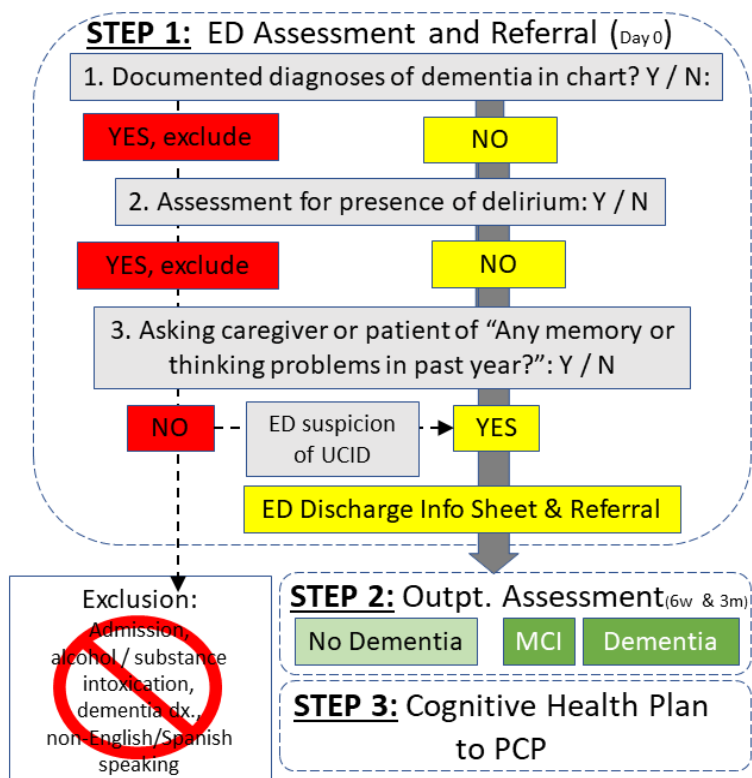 STEP 1: ED Assessment and Referral (Day 0)
1. Documented diagnoses of dementia in chart? Y / N:
YES, exclude
NO
2. Assessment for presence of delirium: Y / N
YES, exclude
NO
3. Asking caregiver or patient of “Any memory or
thinking problems in past year?”: Y / N
NO
ED suspicion
of UCID
YES
ED Discharge Info Sheet & Referral
Exclusion:
Admission,
alcohol / substance
intoxication,
dementia dx.,
non-English/Spanish
speaking
STEP 2: Outpt. Assessment(6w & 3m)
No Dementia
MCI
Dementia
STEP 3: Cognitive Health Plan
to PCP